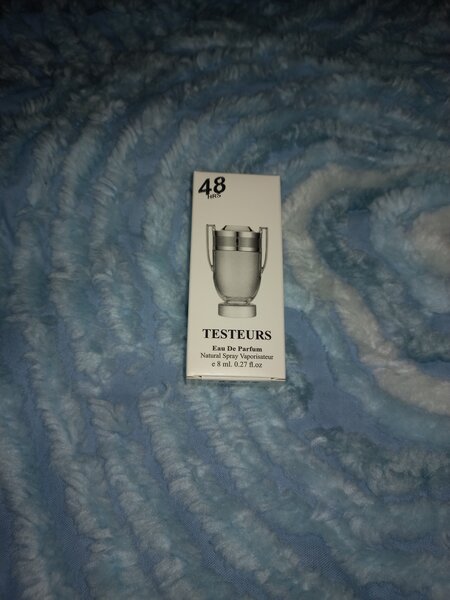 48
HRS
TESTEURS
Eau De Parfum
Natural Spray Vaporisateur
e 8 ml. 0.27 fl.oz